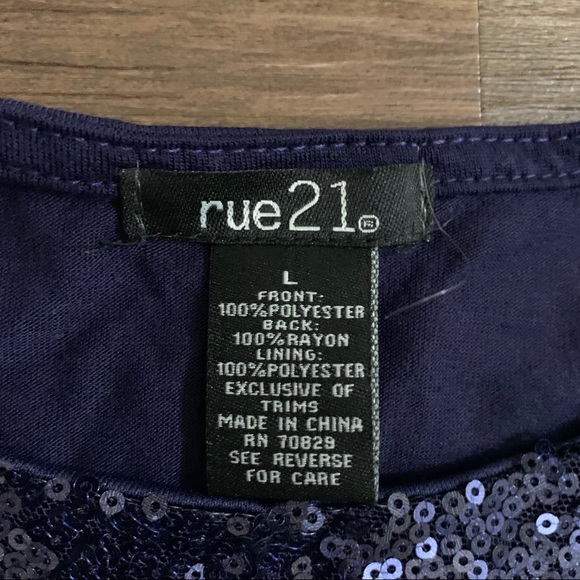 rue21®
L
FRONT:
100%POLYESTER
BACK:
100%RAYON
LINING:
100%POLYESTER
EXCLUSIVE OF
TRIMS
MADE IN CHINA
RN 70829
SEE REVERSE
FOR CARE